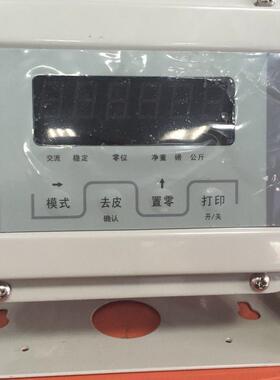 交流 稳定 零位 净重 磅 公斤
模式 去皮 置零 打印
确认 开/关